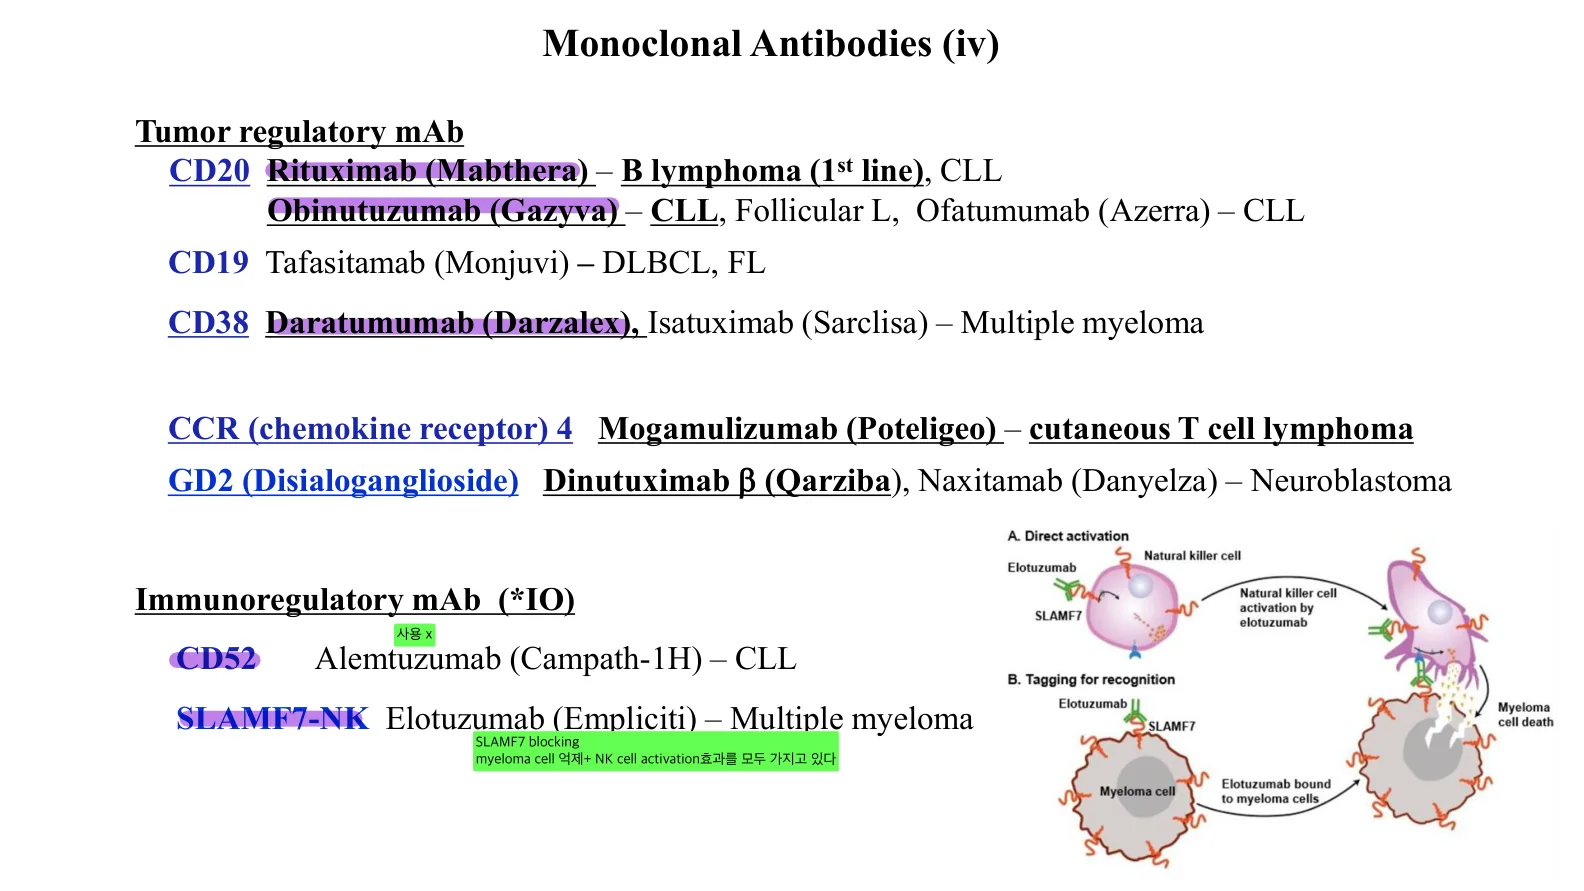 Monoclonal Antibodies (iv)
Tumor regulatory mAb
CD20 Rituximab (Mabthera) – B lymphoma (1st line), CLL
Obinutuzumab (Gazyva) – CLL, Follicular L, Ofatumumab (Azerra) – CLL
CD19 Tafasitamab (Monjuvi) – DLBCL, FL
CD38 Daratumumab (Darzalex), Isatuximab (Sarclisa) – Multiple myeloma
CCR (chemokine receptor) 4 Mogamulizumab (Poteligeo) – cutaneous T cell lymphoma
GD2 (Disialoganglioside) Dinutuximab β (Qarziba), Naxitamab (Danyelza) – Neuroblastoma
Immunoregulatory mAb (*IO)
사용 x
CD52 Alemtuzumab (Campath-1H) – CLL
SLAMF7-NK Elotuzumab (Empliciti) – Multiple myeloma
SLAMF7 blocking
myeloma cell 억제+ NK cell activation효과를 모두 가지고 있다
A. Direct activation
Natural killer cell
Elotuzumab
SLAMF7
Natural killer cell
activation by
elotuzumab
B. Tagging for recognition
Elotuzumab
SLAMF7
Myeloma cell
Elotuzumab bound
to myeloma cells
Myeloma
cell death